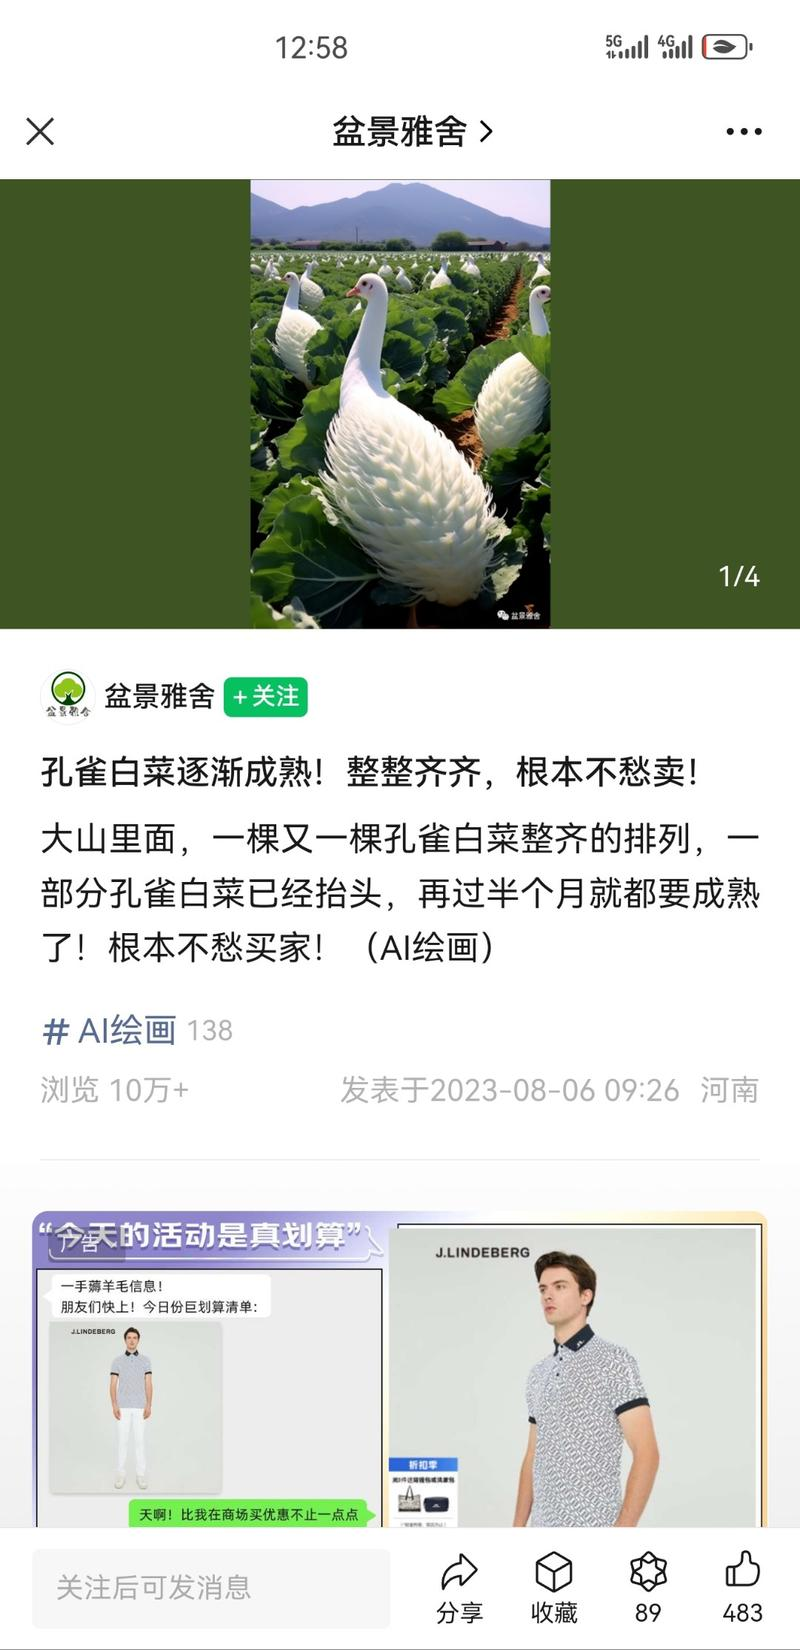 12:58
5G
4G
盆景雅舍
盆景雅舍
1/4
盆景雅舍
盆景雅舍
+关注
孔雀白菜逐渐成熟！整整齐齐，根本不愁卖！
大山里面，一棵又一棵孔雀白菜整齐的排列，一
部分孔雀白菜已经抬头，再过半个月就都要成熟
了！根本不愁买家！（AI绘画）
# AI绘画 138
浏览 10万+
发表于2023-08-06 09:26 河南
“今天的活动是真划算”
广告
一手薅羊毛信息！
朋友们快上！今日份巨划算清单：
J.LINDEBERG
天啊！比我在商场买优惠不止一点点
J.LINDEBERG
折扣季
关注后可发消息
分享
收藏
89
483